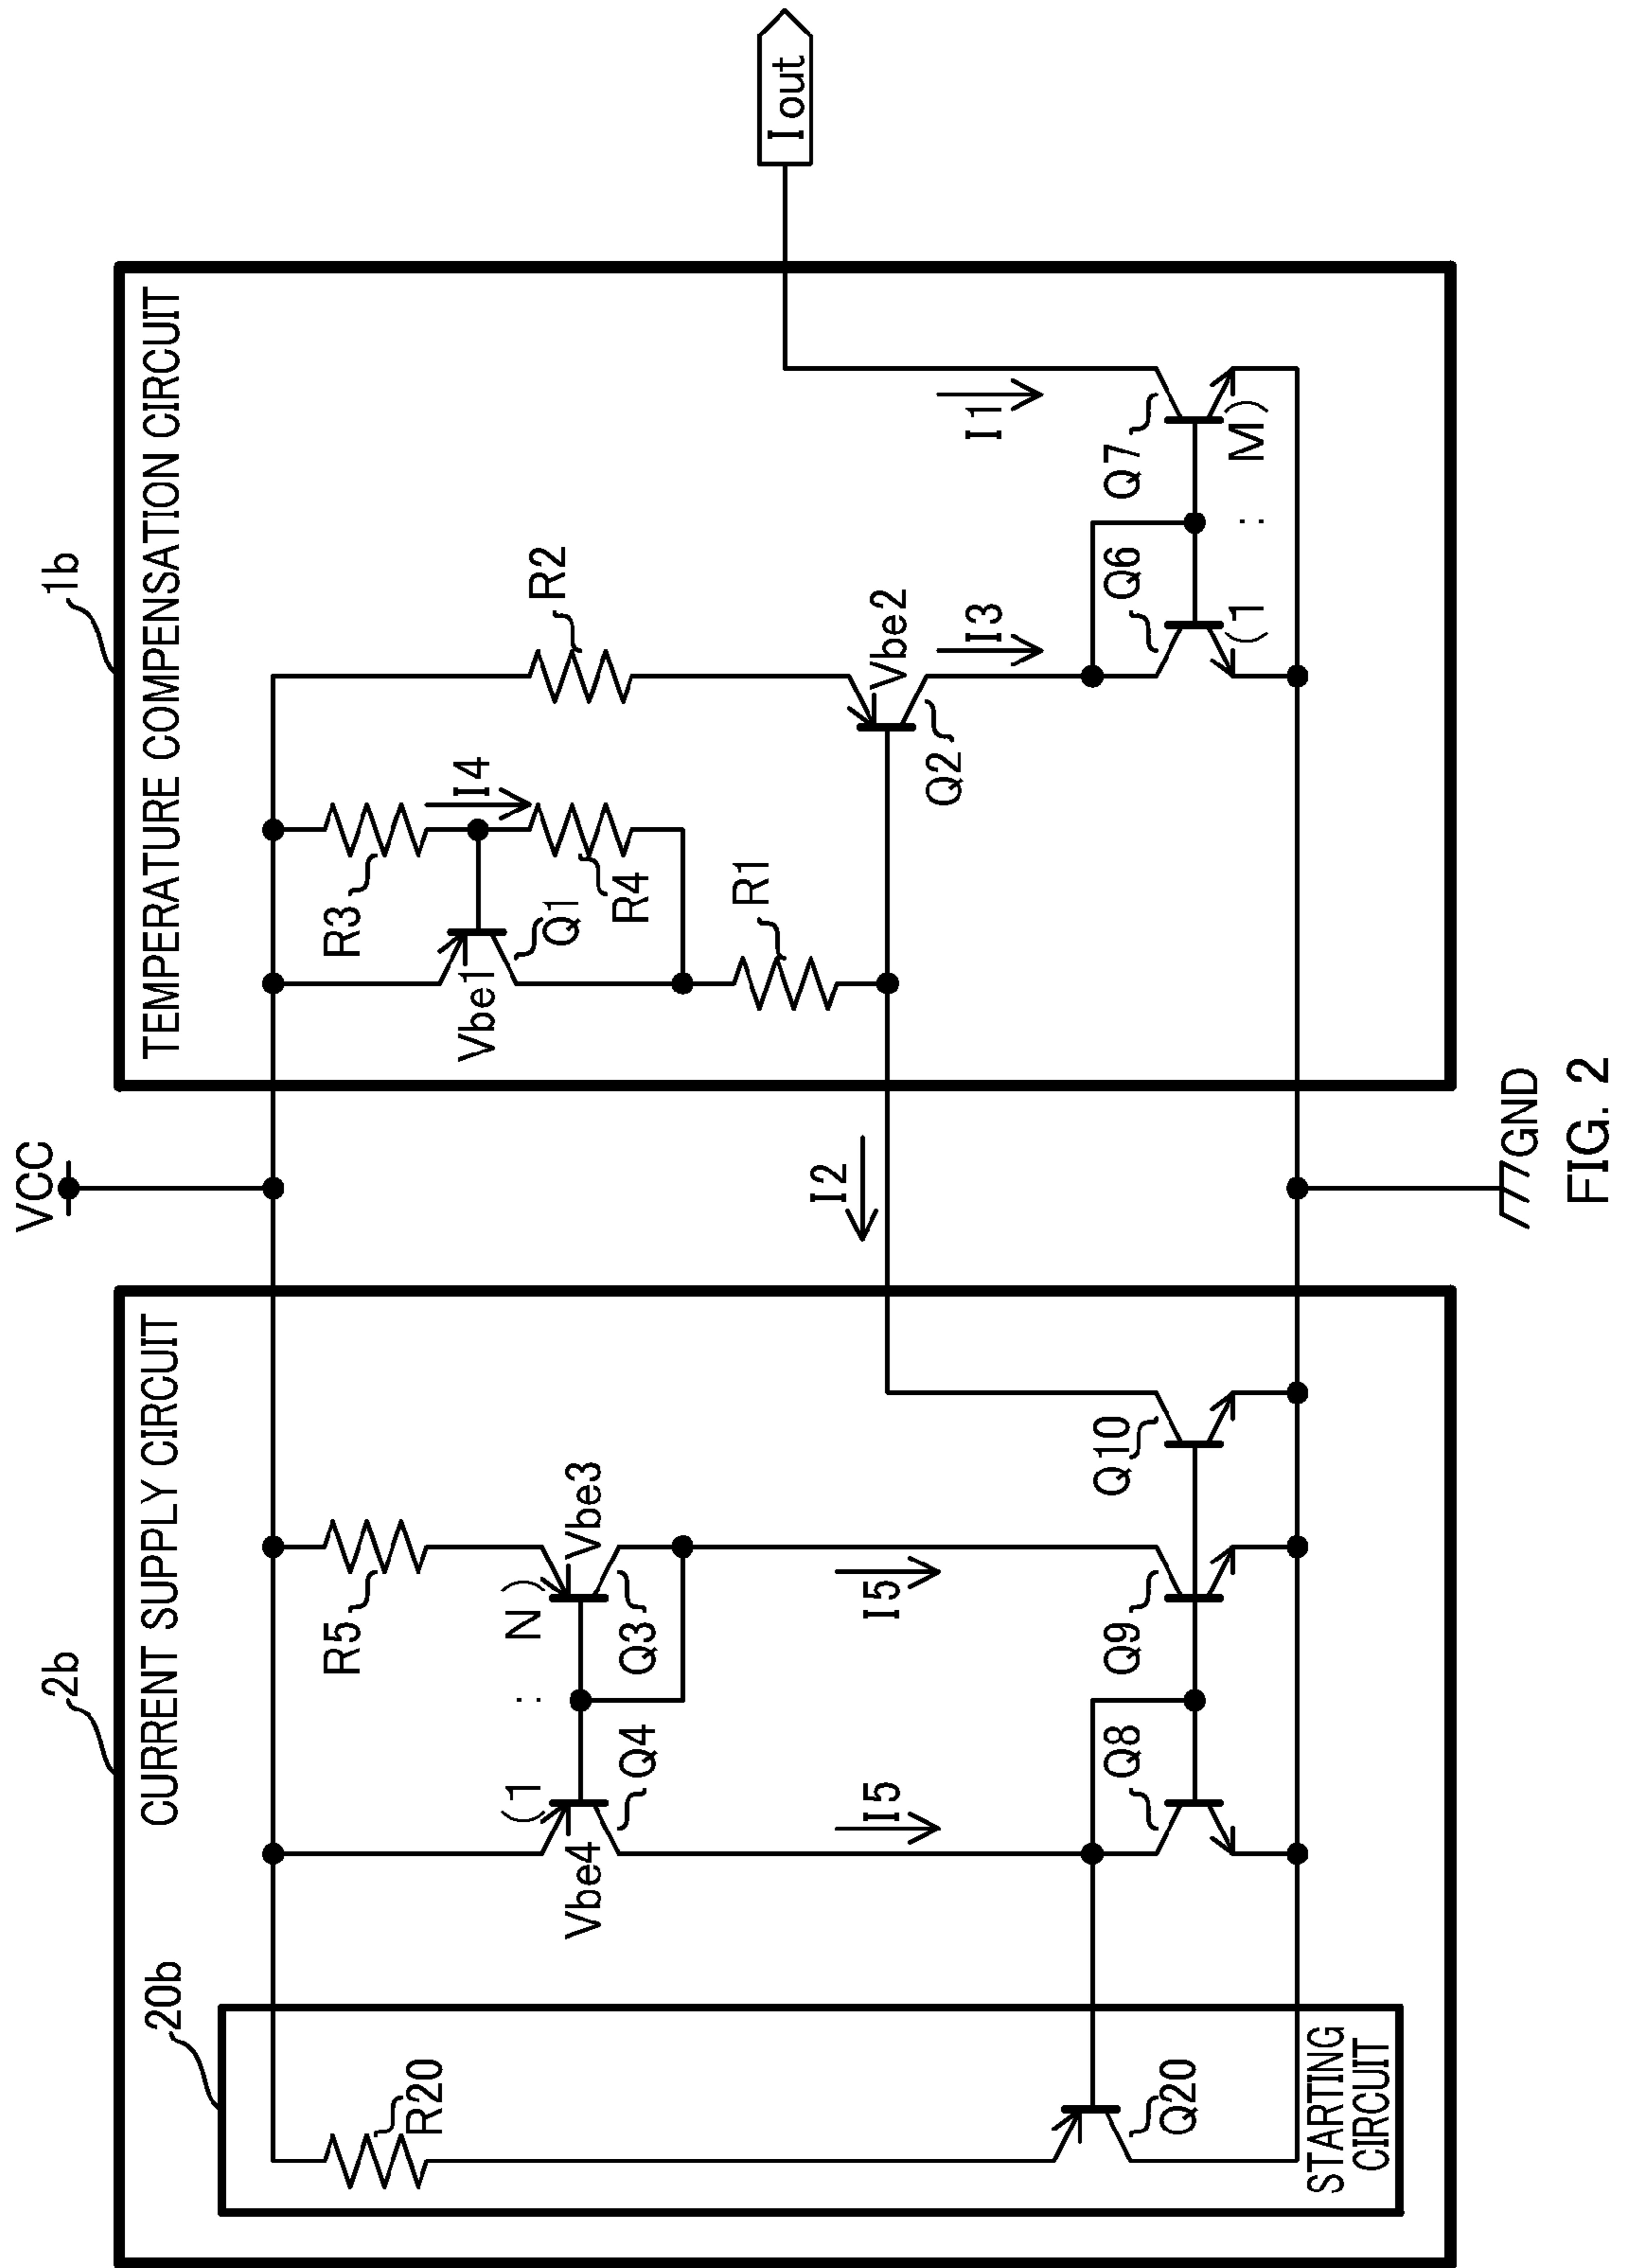 VCC
2b
1b
CURRENT SUPPLY CIRCUIT
TEMPERATURE COMPENSATION CIRCUIT
20b
R20
R5
R3
I4
R2
(1 : N)
Vbe4
Q4
Q3
Vbe3
Vbe1
Q1
R4
R1
I2
Q2
Vbe2
I5
I5
I3
I1
Iout
Q20
Q8
Q9
Q10
Q6
Q7
(1 : M)
STARTING
CIRCUIT
GND
FIG. 2